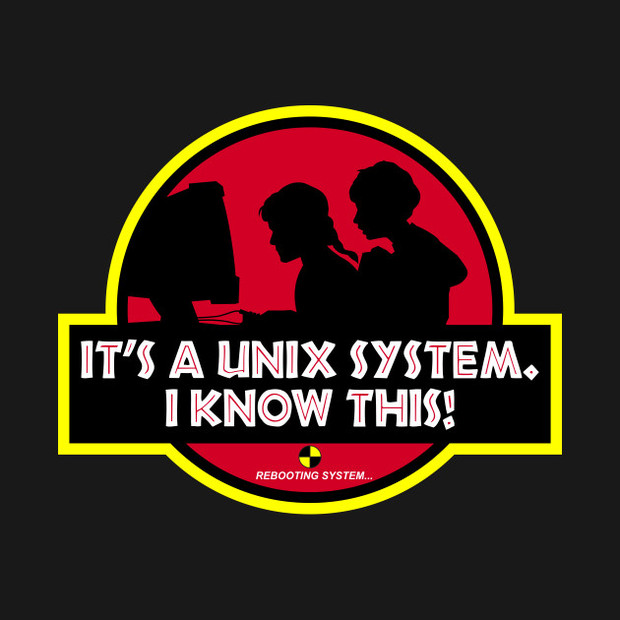 IT'S A UNIX SYSTEM.
I KNOW THIS!
REBOOTING SYSTEM...